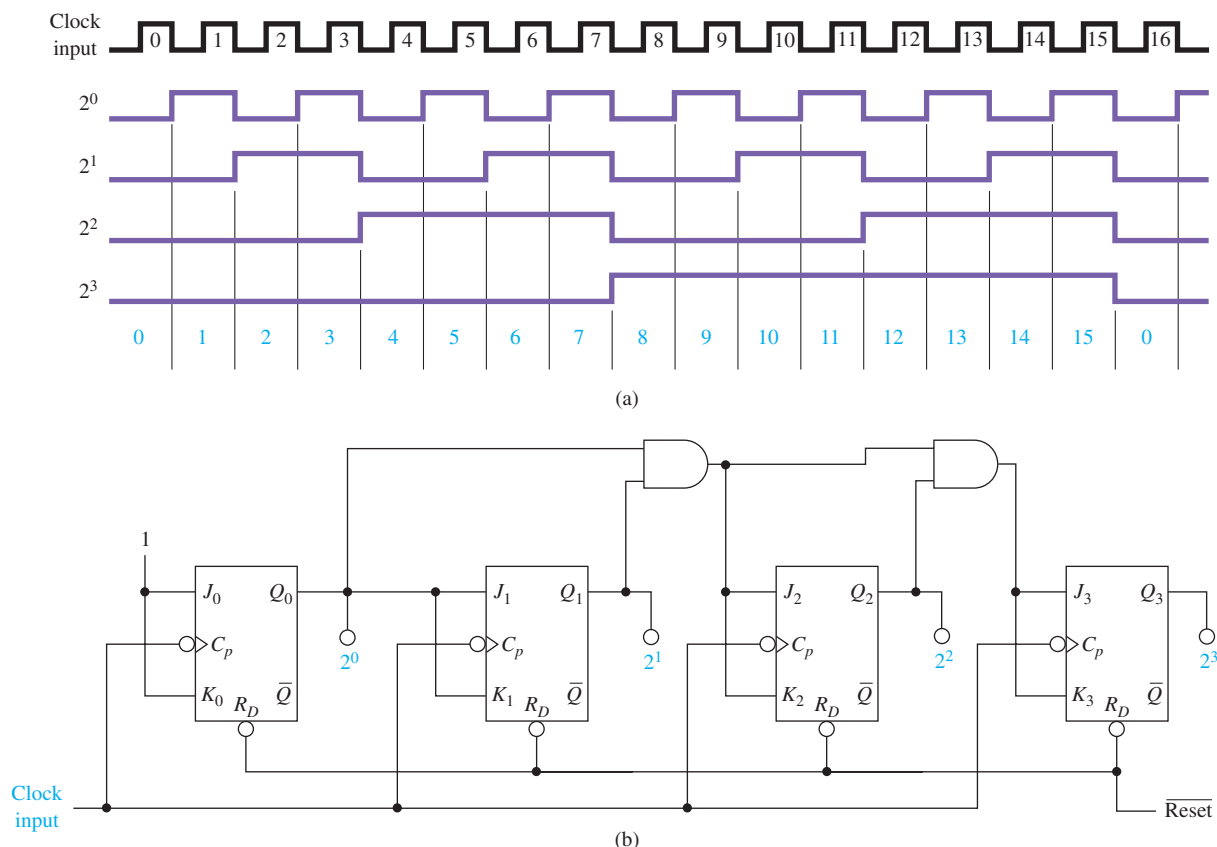 Clock
input
0 1 2 3 4 5 6 7 8 9 10 11 12 13 14 15 16
2⁰
2¹
2²
2³
0 1 2 3 4 5 6 7 8 9 10 11 12 13 14 15 0
(a)
1
J₀ Q₀ J₁ Q₁ J₂ Q₂ J₃ Q₃
Cₚ Cₚ Cₚ Cₚ
2⁰ 2¹ 2² 2³
K₀ Q̅ K₁ Q̅ K₂ Q̅ K₃ Q̅
R_D R_D R_D R_D
Clock
input
R̅e̅s̅e̅t̅
(b)